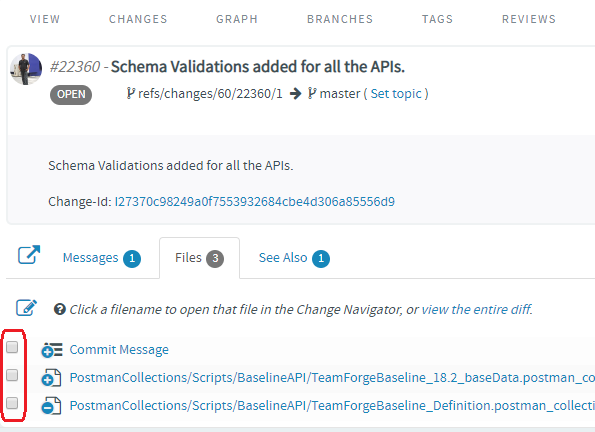 VIEW CHANGES GRAPH BRANCHES TAGS REVIEWS
#22360 - Schema Validations added for all the APIs.
OPEN refs/changes/60/22360/1 → master ( Set topic )
Schema Validations added for all the APIs.
Change-Id: I27370c98249a0f7553932684cbe4d306a85556d9
Messages 1 Files 3 See Also 1
Click a filename to open that file in the Change Navigator, or view the entire diff.
Commit Message
PostmanCollections/Scripts/BaselineAPI/TeamForgeBaseline_18.2_baseData.postman_co
PostmanCollections/Scripts/BaselineAPI/TeamForgeBaseline_Definition.postman_collecti